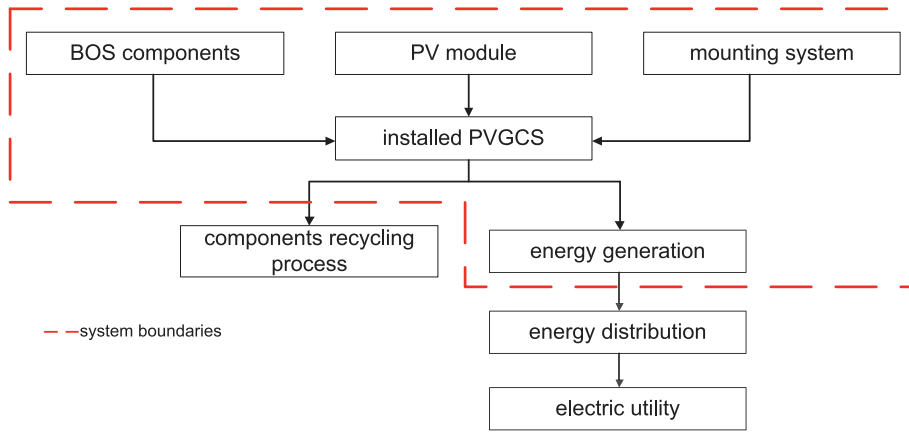 BOS components
PV module
mounting system
installed PVGCS
components recycling
process
energy generation
system boundaries
energy distribution
electric utility